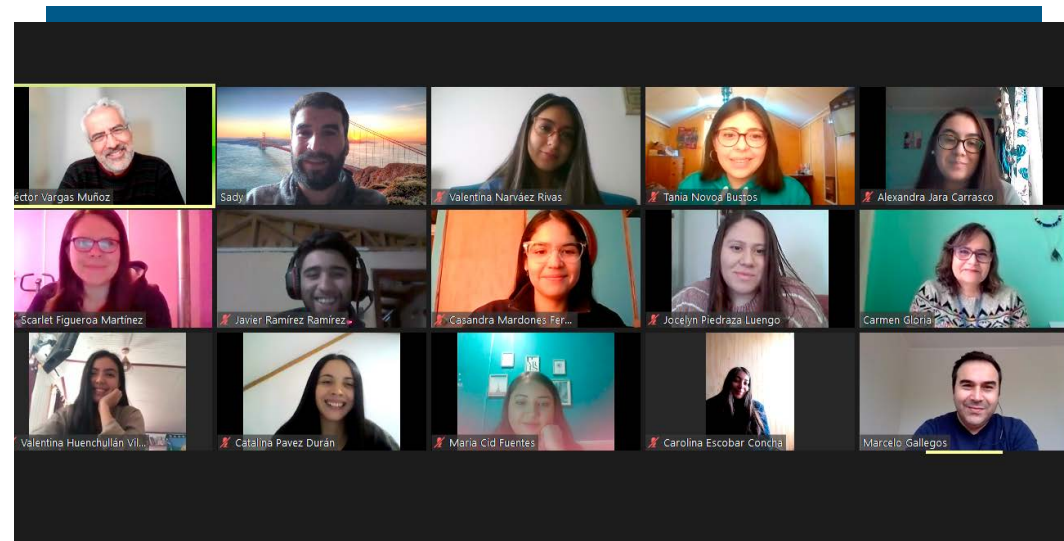 éctor Vargas Muñoz
Sady
Valentina Narváez Rivas
Tania Novoa Bustos
Alexandra Jara Carrasco
Scarlet Figueroa Martínez
Javier Ramírez Ramírez
Casandra Mardones Fer...
Jocelyn Piedraza Luengo
Carmen Gloria
Valentina Huenchullán Vil...
Catalina Pavez Durán
Maria Cid Fuentes
Carolina Escobar Concha
Marcelo Gallegos